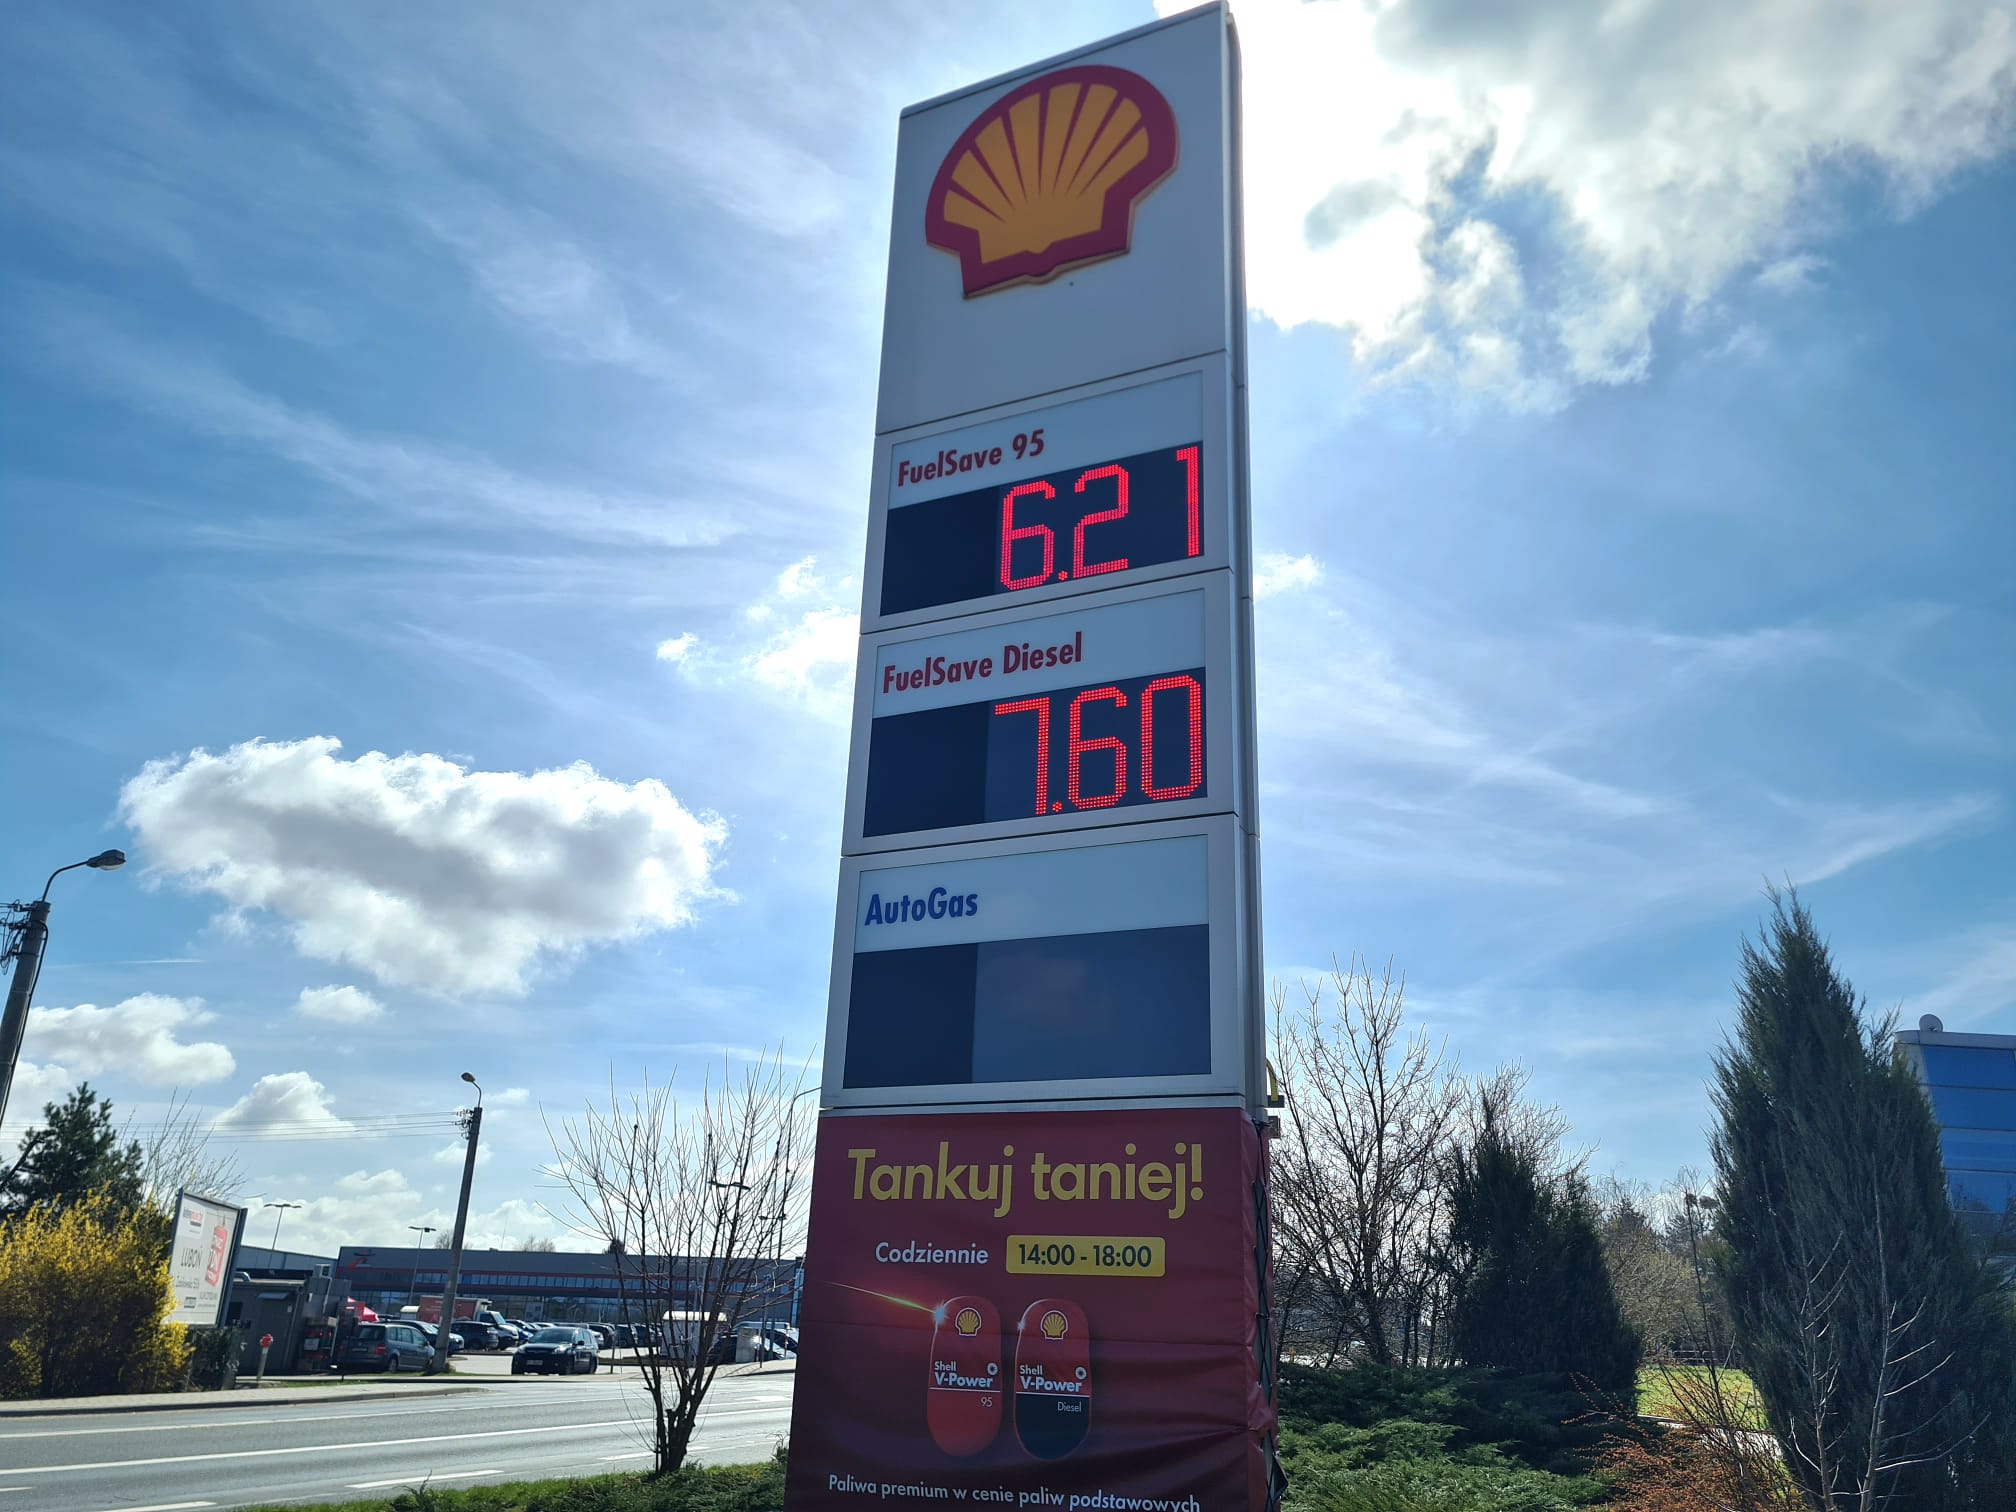 FuelSave 95
6.21
FuelSave Diesel
7.60
AutoGas
Tankuj taniej!
Codziennie 14:00 - 18:00
Shell
V-Power
95
Shell
V-Power
Diesel
Paliwa premium w cenie paliw podstawowych
LUBOŃ